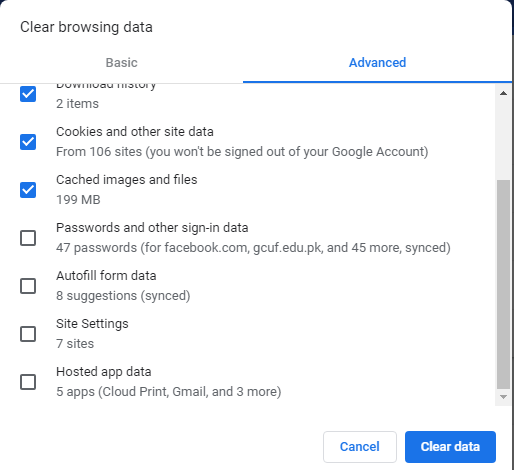 Clear browsing data
Basic
Advanced
Download history
2 items
Cookies and other site data
From 106 sites (you won't be signed out of your Google Account)
Cached images and files
199 MB
Passwords and other sign-in data
47 passwords (for facebook.com, gcuf.edu.pk, and 45 more, synced)
Autofill form data
8 suggestions (synced)
Site Settings
7 sites
Hosted app data
5 apps (Cloud Print, Gmail, and 3 more)
Cancel
Clear data